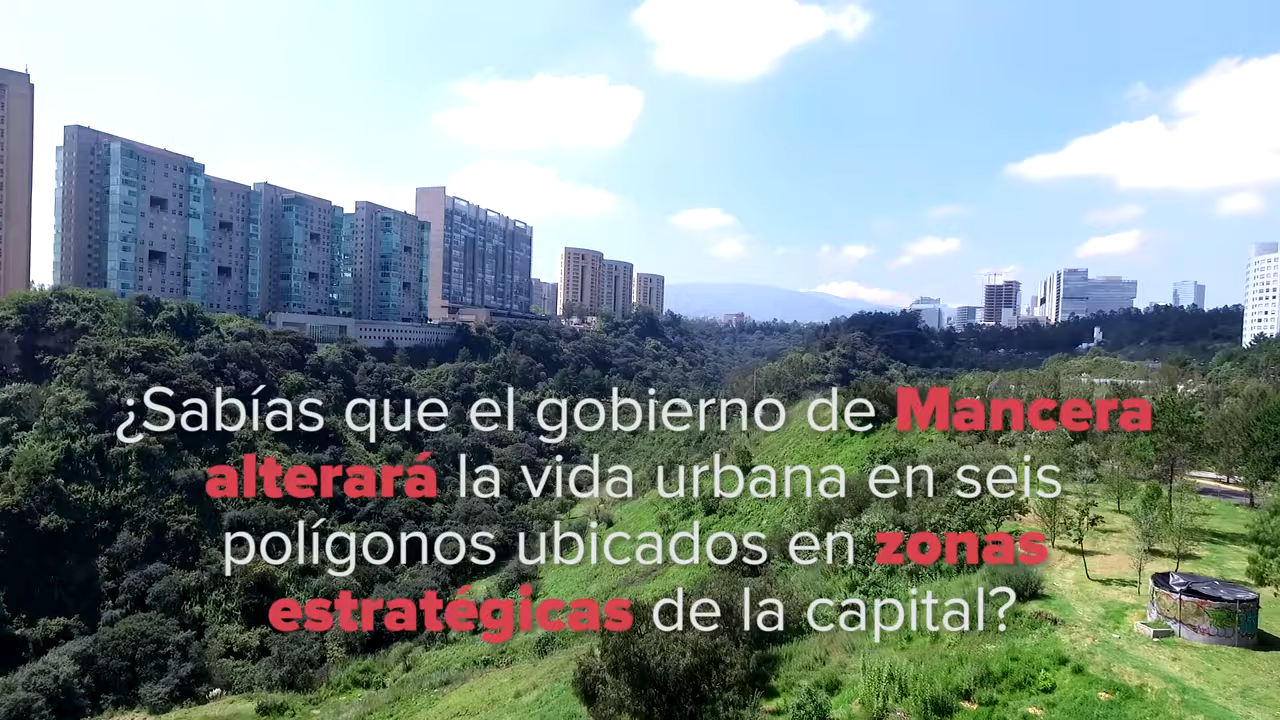 ¿Sabías que el gobierno de Mancera
alterará la vida urbana en seis
polígonos ubicados en zonas
estratégicas de la capital?